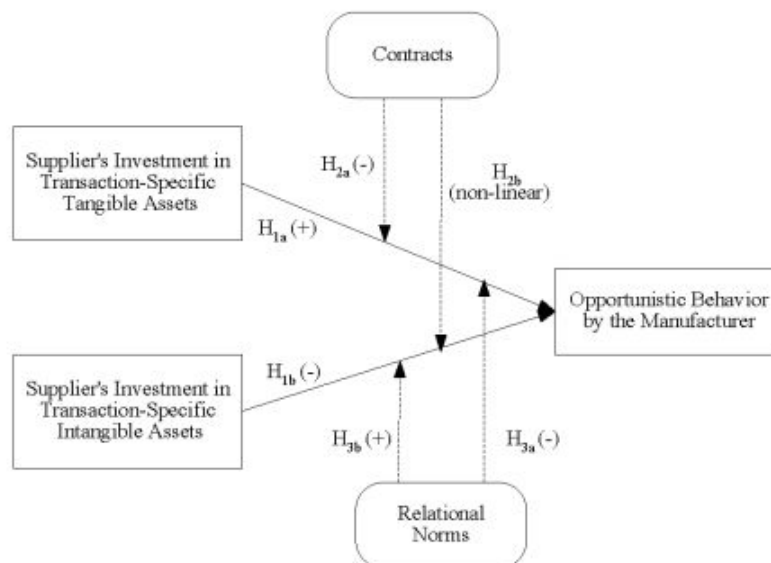 Contracts
Supplier's Investment in
Transaction-Specific
Tangible Assets
H2a (-)
H2b
(non-linear)
H1a (+)
Opportunistic Behavior
by the Manufacturer
Supplier's Investment in
Transaction-Specific
Intangible Assets
H1b (-)
H3b (+)
H3a (-)
Relational
Norms